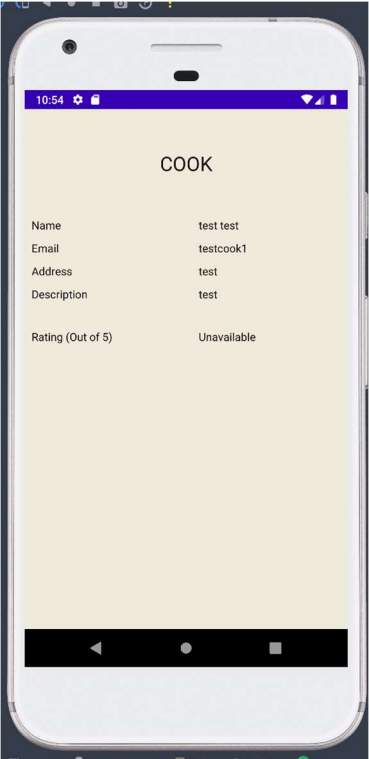 10:54
COOK
Name test test
Email testcook1
Address test
Description test
Rating (Out of 5) Unavailable